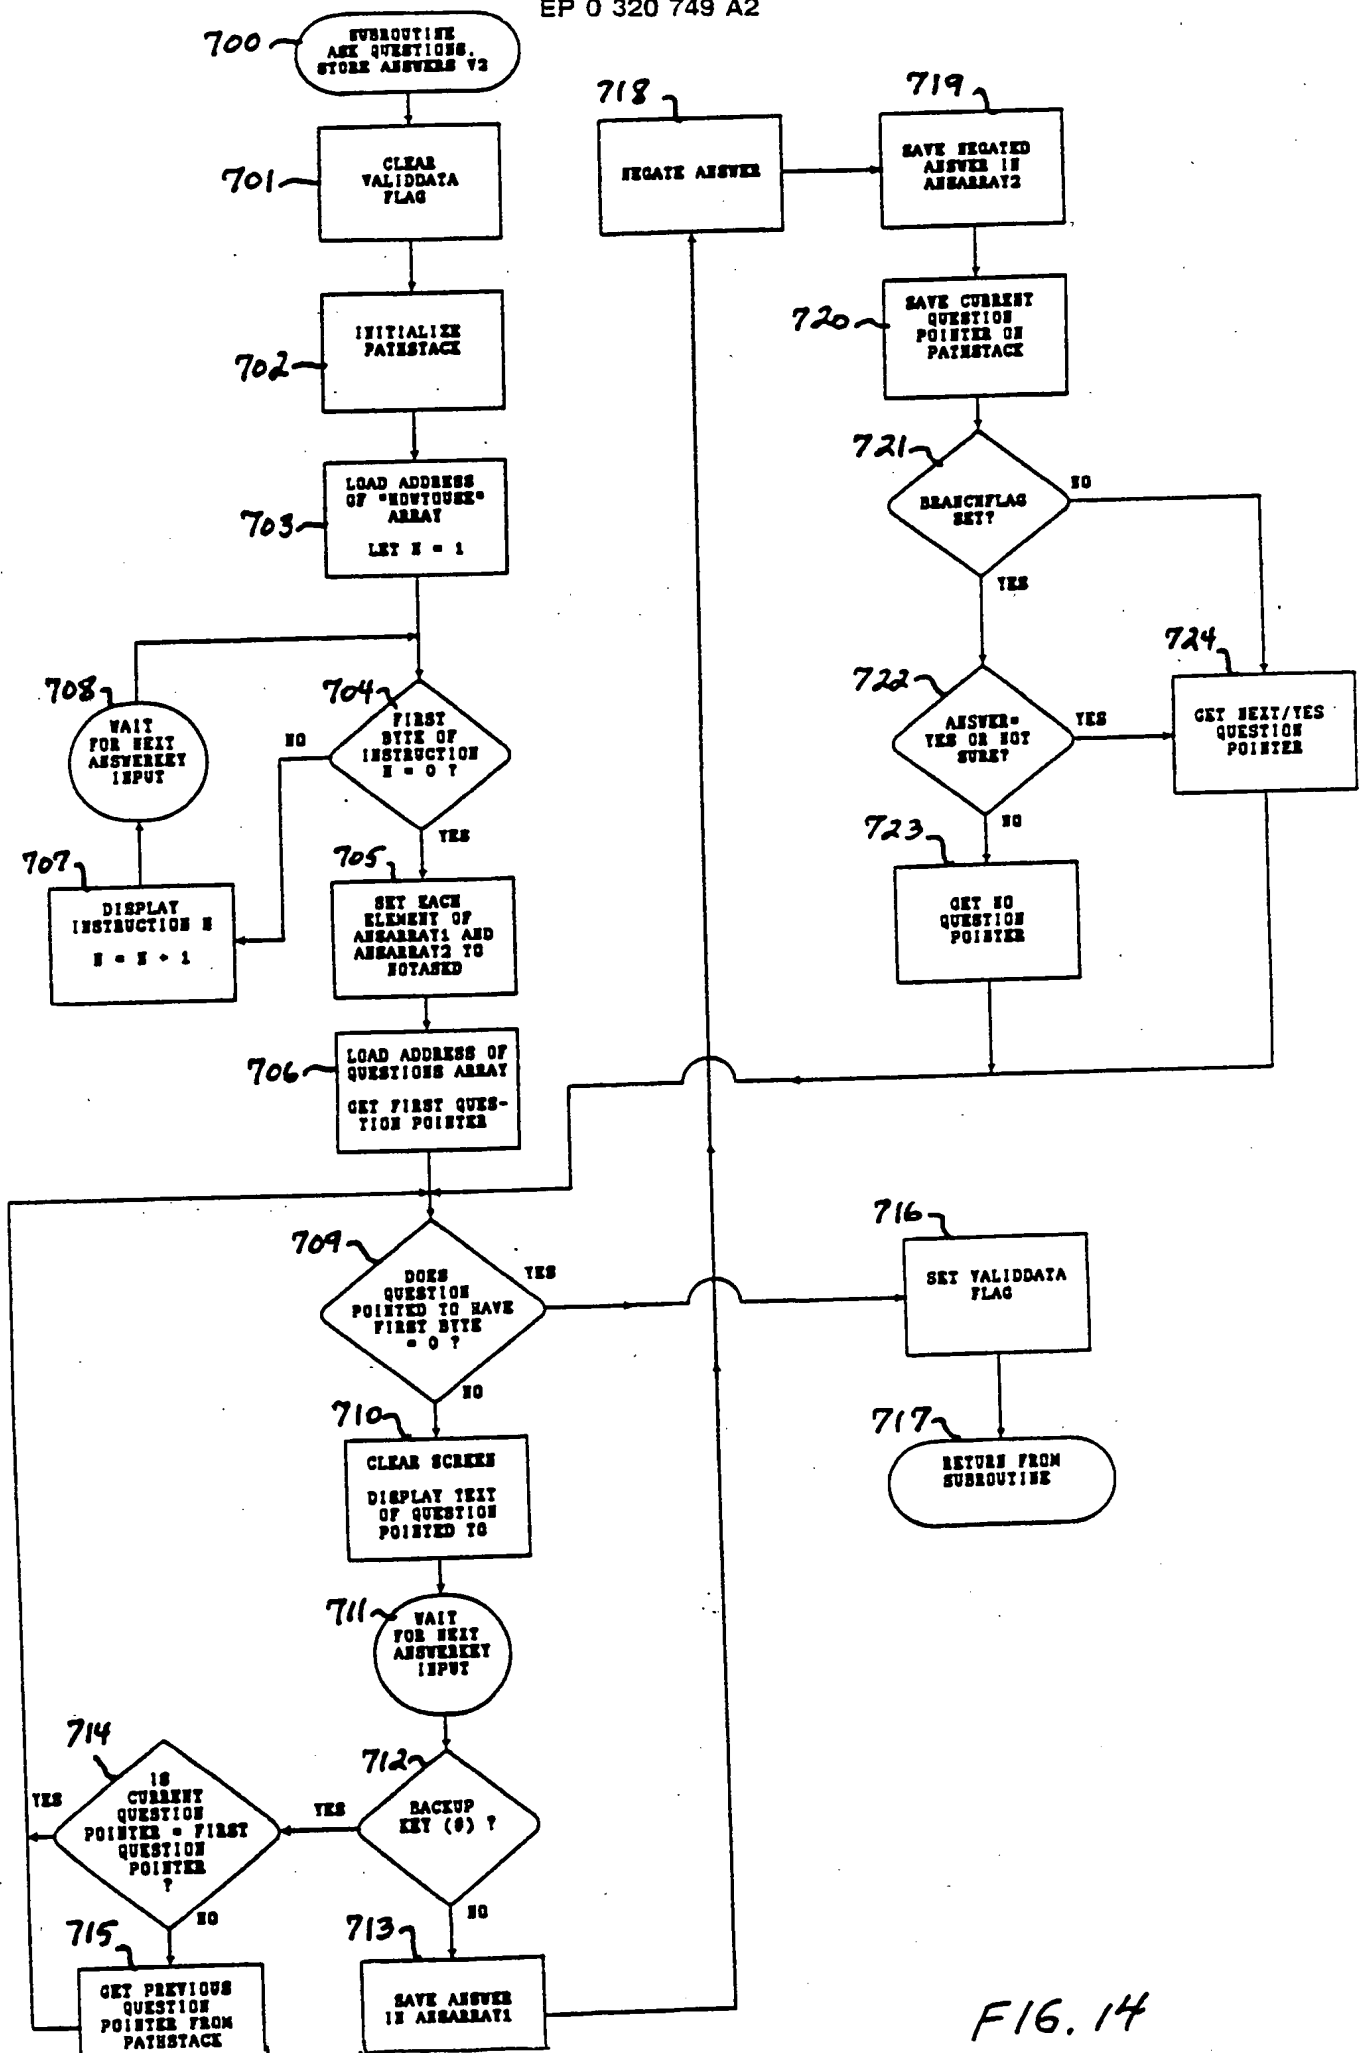 EP 0 320 749 A2
700
SUBROUTINE
ASK QUESTIONS,
STORE ANSWERS V2
701
CLEAR
VALIDDATA
FLAG
702
INITIALIZE
PATHSTACK
703
LOAD ADDRESS
OF "HOWTOUSE"
ARRAY
LET N = 1
704
FIRST
BYTE OF
INSTRUCTION
N = 0 ?
NO
YES
708
WAIT
FOR NEXT
ANSWERKEY
INPUT
707
DISPLAY
INSTRUCTION N
N = N + 1
705
SET EACH
ELEMENT OF
ANSARRAY1 AND
ANSARRAY2 TO
NOTASKD
706
LOAD ADDRESS OF
QUESTIONS ARRAY
GET FIRST QUES-
TION POINTER
709
DOES
QUESTION
POINTED TO HAVE
FIRST BYTE
= 0 ?
YES
NO
710
CLEAR SCREEN
DISPLAY TEXT
OF QUESTION
POINTED TO
711
WAIT
FOR NEXT
ANSWERKEY
INPUT
712
BACKUP
KEY (8) ?
YES
NO
714
IS
CURRENT
QUESTION
POINTER = FIRST
QUESTION
POINTER
?
YES
NO
715
GET PREVIOUS
QUESTION
POINTER FROM
PATHSTACK
713
SAVE ANSWER
IN ANSARRAY1
718
NEGATE ANSWER
719
SAVE NEGATED
ANSWER IN
ANSARRAY2
720
SAVE CURRENT
QUESTION
POINTER ON
PATHSTACK
721
BRANCHFLAG
SET?
NO
YES
722
ANSWER=
YES OR NOT
SURE?
YES
NO
724
GET NEXT/YES
QUESTION
POINTER
723
GET NO
QUESTION
POINTER
716
SET VALIDDATA
FLAG
717
RETURN FROM
SUBROUTINE
FIG. 14